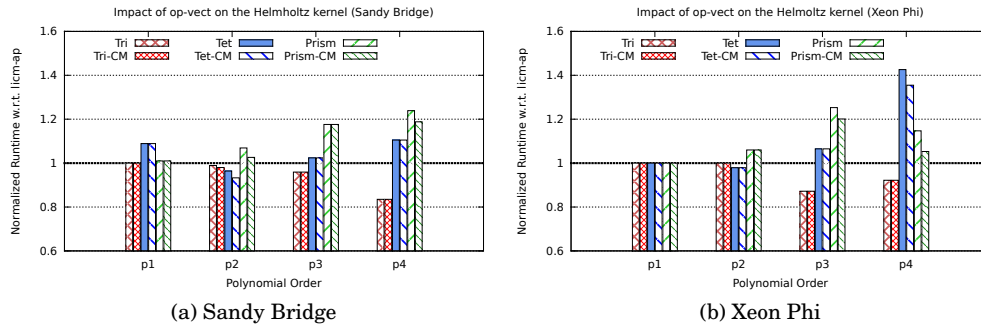 Impact of op-vect on the Helmholtz kernel (Sandy Bridge)
Normalized Runtime w.r.t. licm-ap
1.6
1.4
1.2
1
0.8
0.6
Tri
Tri-CM
Tet
Tet-CM
Prism
Prism-CM
p1 p2 p3 p4
Polynomial Order
(a) Sandy Bridge
Impact of op-vect on the Helmoltz kernel (Xeon Phi)
Normalized Runtime w.r.t. licm-ap
1.6
1.4
1.2
1
0.8
0.6
Tri
Tri-CM
Tet
Tet-CM
Prism
Prism-CM
p1 p2 p3 p4
Polynomial Order
(b) Xeon Phi